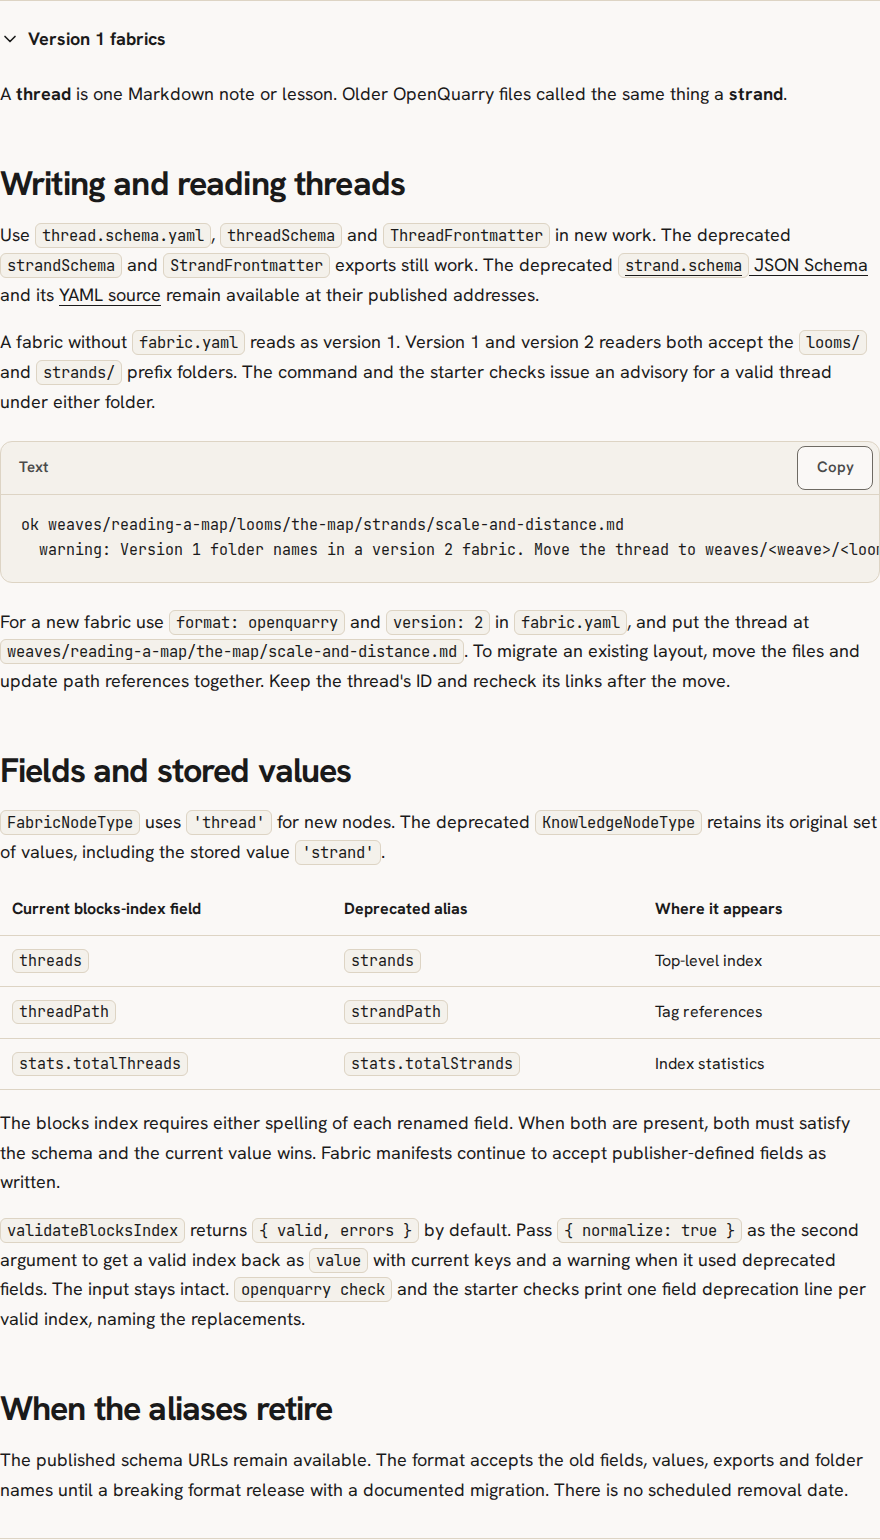 Version 1 fabrics
A thread is one Markdown note or lesson. Older OpenQuarry files called the same thing a strand.
Writing and reading threads
Use thread.schema.yaml, threadSchema and ThreadFrontmatter in new work. The deprecated
strandSchema and StrandFrontmatter exports still work. The deprecated strand.schema JSON Schema
and its YAML source remain available at their published addresses.
A fabric without fabric.yaml reads as version 1. Version 1 and version 2 readers both accept the looms/
and strands/ prefix folders. The command and the starter checks issue an advisory for a valid thread
under either folder.
Text
Copy
ok weaves/reading-a-map/looms/the-map/strands/scale-and-distance.md
warning: Version 1 folder names in a version 2 fabric. Move the thread to weaves/<weave>/<loom
For a new fabric use format: openquarry and version: 2 in fabric.yaml, and put the thread at
weaves/reading-a-map/the-map/scale-and-distance.md. To migrate an existing layout, move the files and
update path references together. Keep the thread's ID and recheck its links after the move.
Fields and stored values
FabricNodeType uses 'thread' for new nodes. The deprecated KnowledgeNodeType retains its original set
of values, including the stored value 'strand'.
Current blocks-index field Deprecated alias Where it appears
threads strands Top-level index
threadPath strandPath Tag references
stats.totalThreads stats.totalStrands Index statistics
The blocks index requires either spelling of each renamed field. When both are present, both must satisfy
the schema and the current value wins. Fabric manifests continue to accept publisher-defined fields as
written.
validateBlocksIndex returns { valid, errors } by default. Pass { normalize: true } as the second
argument to get a valid index back as value with current keys and a warning when it used deprecated
fields. The input stays intact. openquarry check and the starter checks print one field deprecation line per
valid index, naming the replacements.
When the aliases retire
The published schema URLs remain available. The format accepts the old fields, values, exports and folder
names until a breaking format release with a documented migration. There is no scheduled removal date.